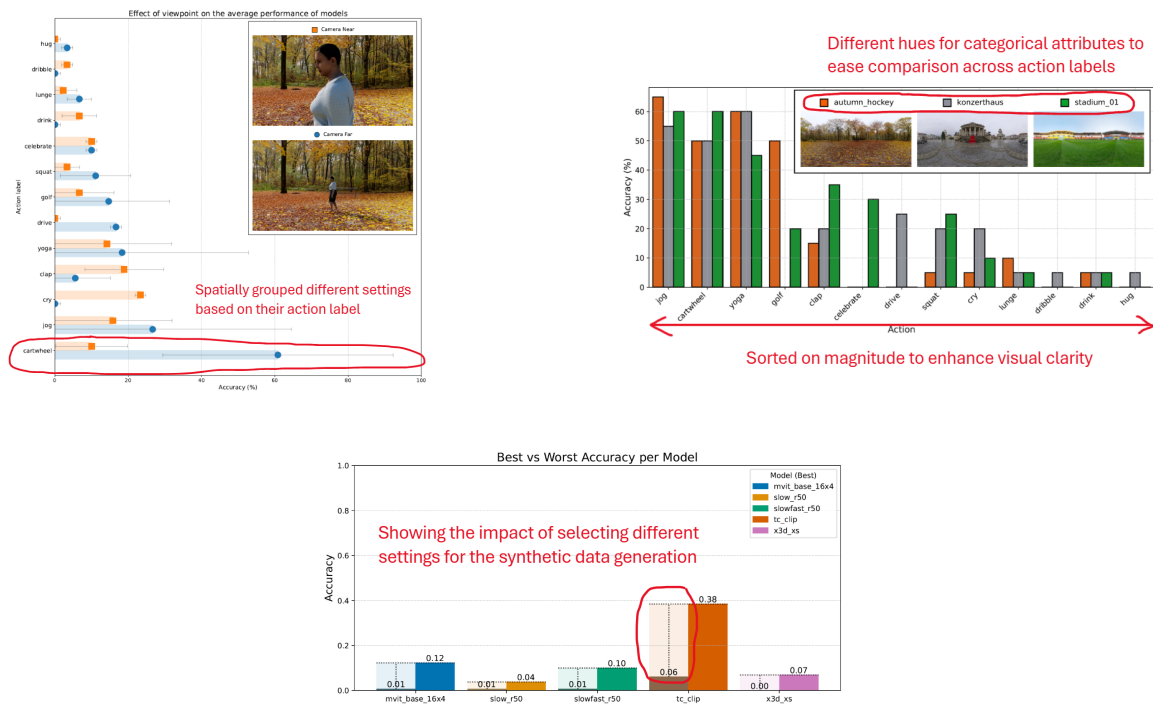 Effect of viewpoint on the average performance of models
Camera Near
Camera Far
hug
dribble
lunge
drink
celebrate
squat
golf
drive
yoga
clap
cry
jog
cartwheel
Action label
0 20 40 60 80 100
Accuracy (%)
Spatially grouped different settings
based on their action label
Different hues for categorical attributes to
ease comparison across action labels
autumn_hockey konzerthaus stadium_01
Accuracy (%)
60
50
40
30
20
10
0
jog cartwheel yoga golf clap celebrate drive squat cry lunge dribble drink hug
Action
Sorted on magnitude to enhance visual clarity
Best vs Worst Accuracy per Model
Model (Best)
mvit_base_16x4
slow_r50
slowfast_r50
tc_clip
x3d_xs
Showing the impact of selecting different
settings for the synthetic data generation
Accuracy
1.0
0.8
0.6
0.4
0.2
0.0
0.01 0.12 0.01 0.04 0.01 0.10 0.06 0.38 0.00 0.07
mvit_base_16x4 slow_r50 slowfast_r50 tc_clip x3d_xs